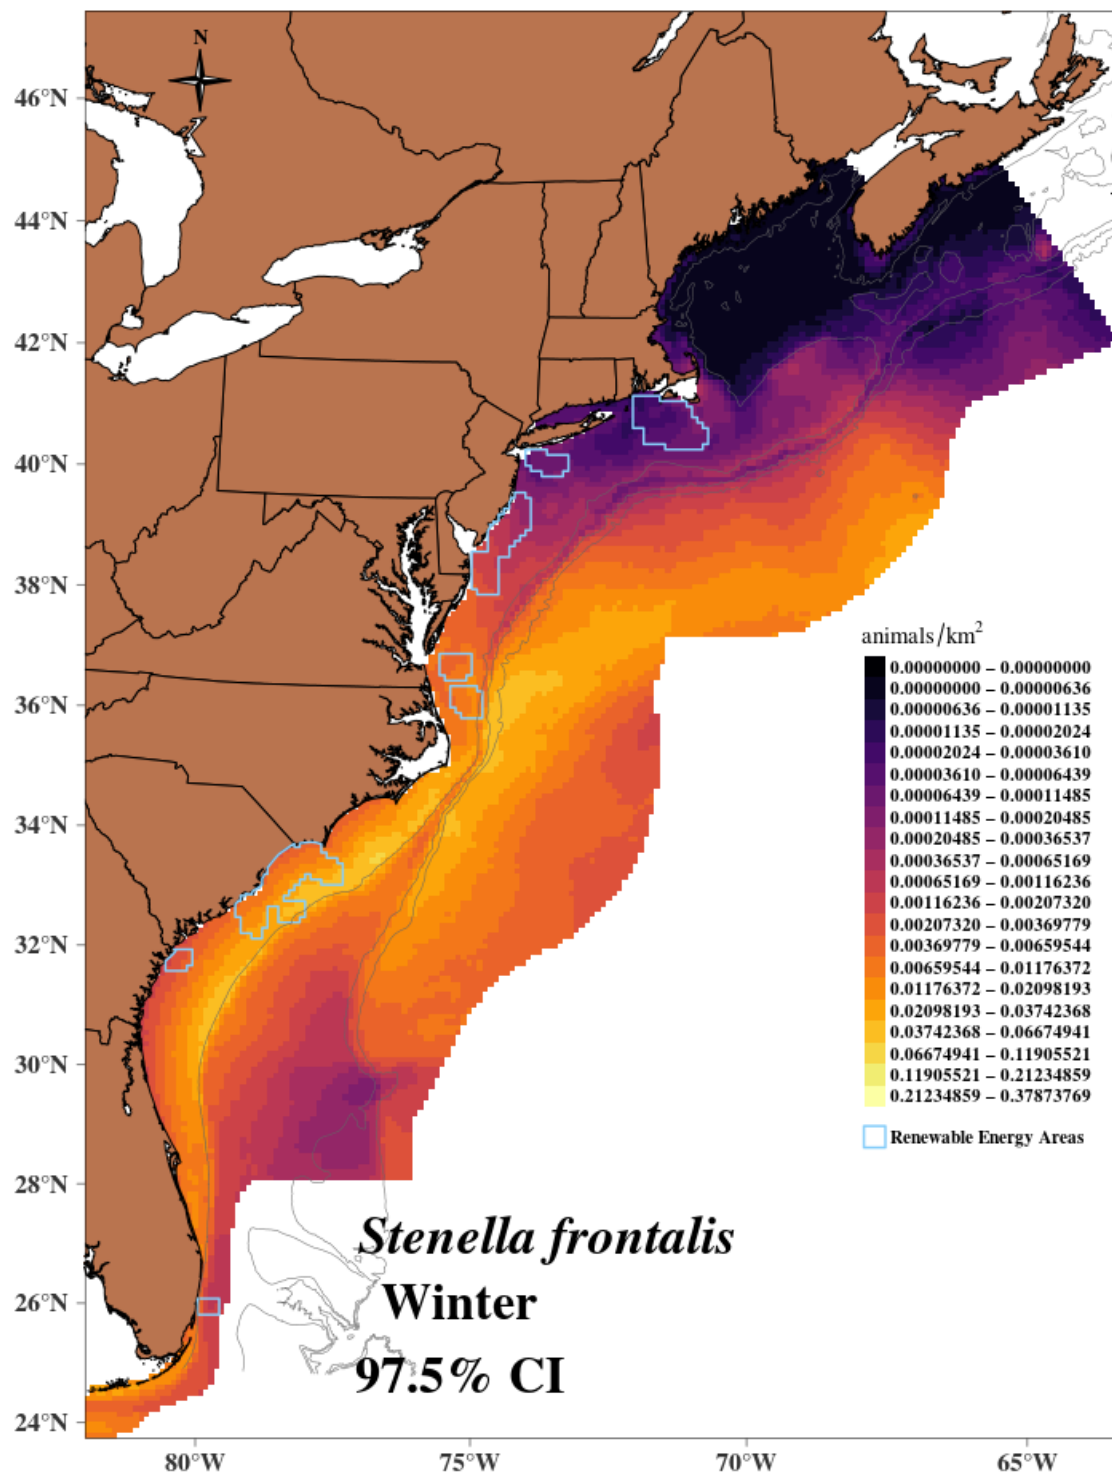 N
46°N
44°N
42°N
40°N
38°N
36°N
34°N
32°N
30°N
28°N
26°N
24°N
animals/km²
0.00000000 – 0.00000000
0.00000000 – 0.00000636
0.00000636 – 0.00001135
0.00001135 – 0.00002024
0.00002024 – 0.00003610
0.00003610 – 0.00006439
0.00006439 – 0.00011485
0.00011485 – 0.00020485
0.00020485 – 0.00036537
0.00036537 – 0.00065169
0.00065169 – 0.00116236
0.00116236 – 0.00207320
0.00207320 – 0.00369779
0.00369779 – 0.00659544
0.00659544 – 0.01176372
0.01176372 – 0.02098193
0.02098193 – 0.03742368
0.03742368 – 0.06674941
0.06674941 – 0.11905521
0.11905521 – 0.21234859
0.21234859 – 0.37873769
Renewable Energy Areas
Stenella frontalis
Winter
97.5% CI
80°W
75°W
70°W
65°W